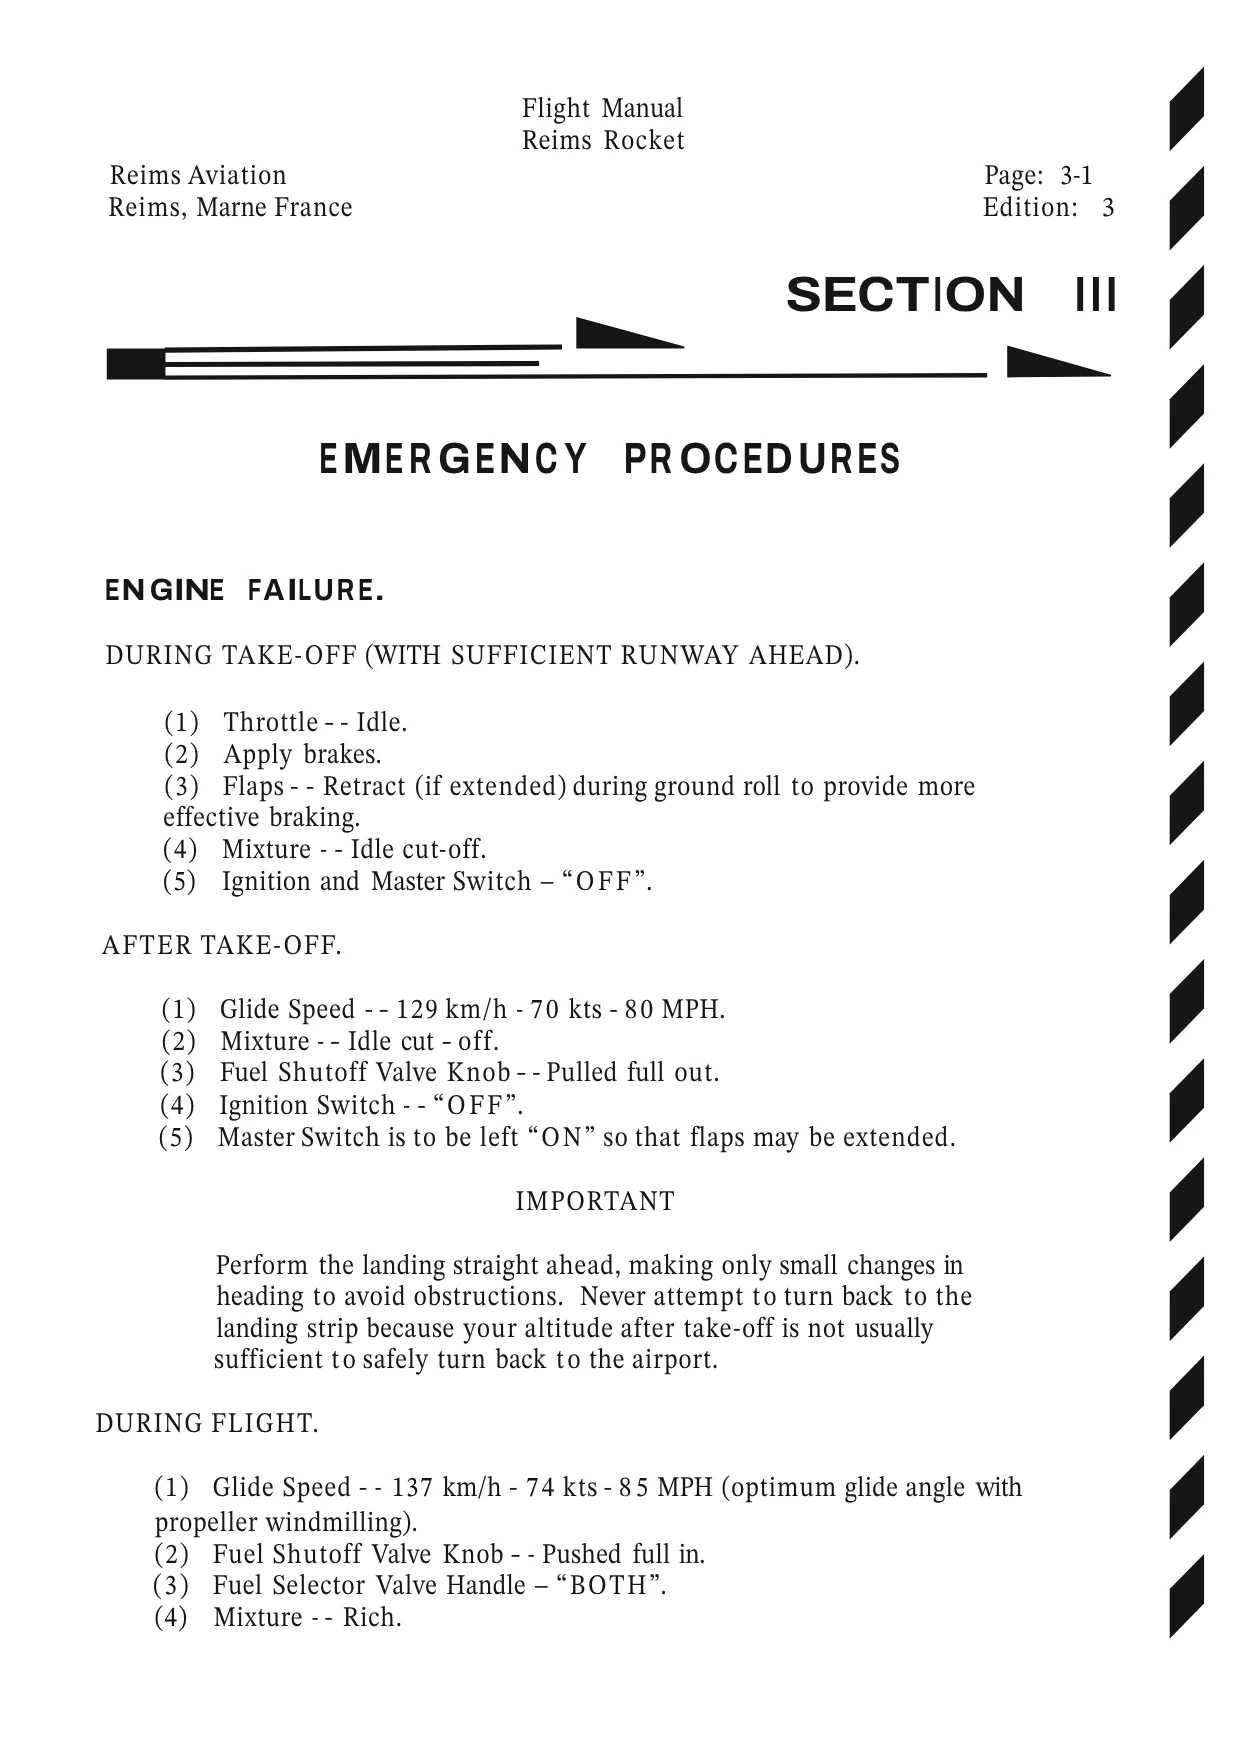 Flight Manual
Reims Rocket
Reims Aviation
Page: 3-1
Reims, Marne France
Edition: 3
SECTION III
EMERGENCY PROCEDURES
ENGINE FAILURE.
DURING TAKE-OFF (WITH SUFFICIENT RUNWAY AHEAD).
(1) Throttle - - Idle.
(2) Apply brakes.
(3) Flaps - - Retract (if extended) during ground roll to provide more
effective braking.
(4) Mixture - - Idle cut-off.
(5) Ignition and Master Switch – “OFF”.
AFTER TAKE-OFF.
(1) Glide Speed - - 129 km/h - 70 kts - 80 MPH.
(2) Mixture - - Idle cut - off.
(3) Fuel Shutoff Valve Knob - - Pulled full out.
(4) Ignition Switch - - “OFF”.
(5) Master Switch is to be left “ON” so that flaps may be extended.
IMPORTANT
Perform the landing straight ahead, making only small changes in
heading to avoid obstructions. Never attempt to turn back to the
landing strip because your altitude after take-off is not usually
sufficient to safely turn back to the airport.
DURING FLIGHT.
(1) Glide Speed - - 137 km/h - 74 kts - 85 MPH (optimum glide angle with
propeller windmilling).
(2) Fuel Shutoff Valve Knob - - Pushed full in.
(3) Fuel Selector Valve Handle – “BOTH”.
(4) Mixture - - Rich.